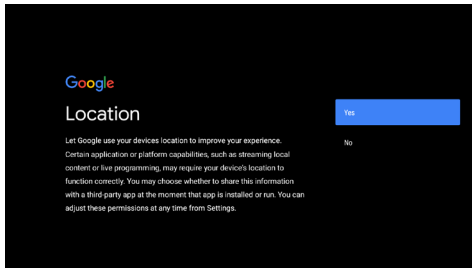 Google
Location
Let Google use your devices location to improve your experience.
Certain application or platform capabilities, such as streaming local
content or live programming, may require your device's location to
function correctly. You may choose whether to share this information
with a third-party app at the moment that app is installed or run. You can
adjust these permissions at any time from Settings.
Yes
No